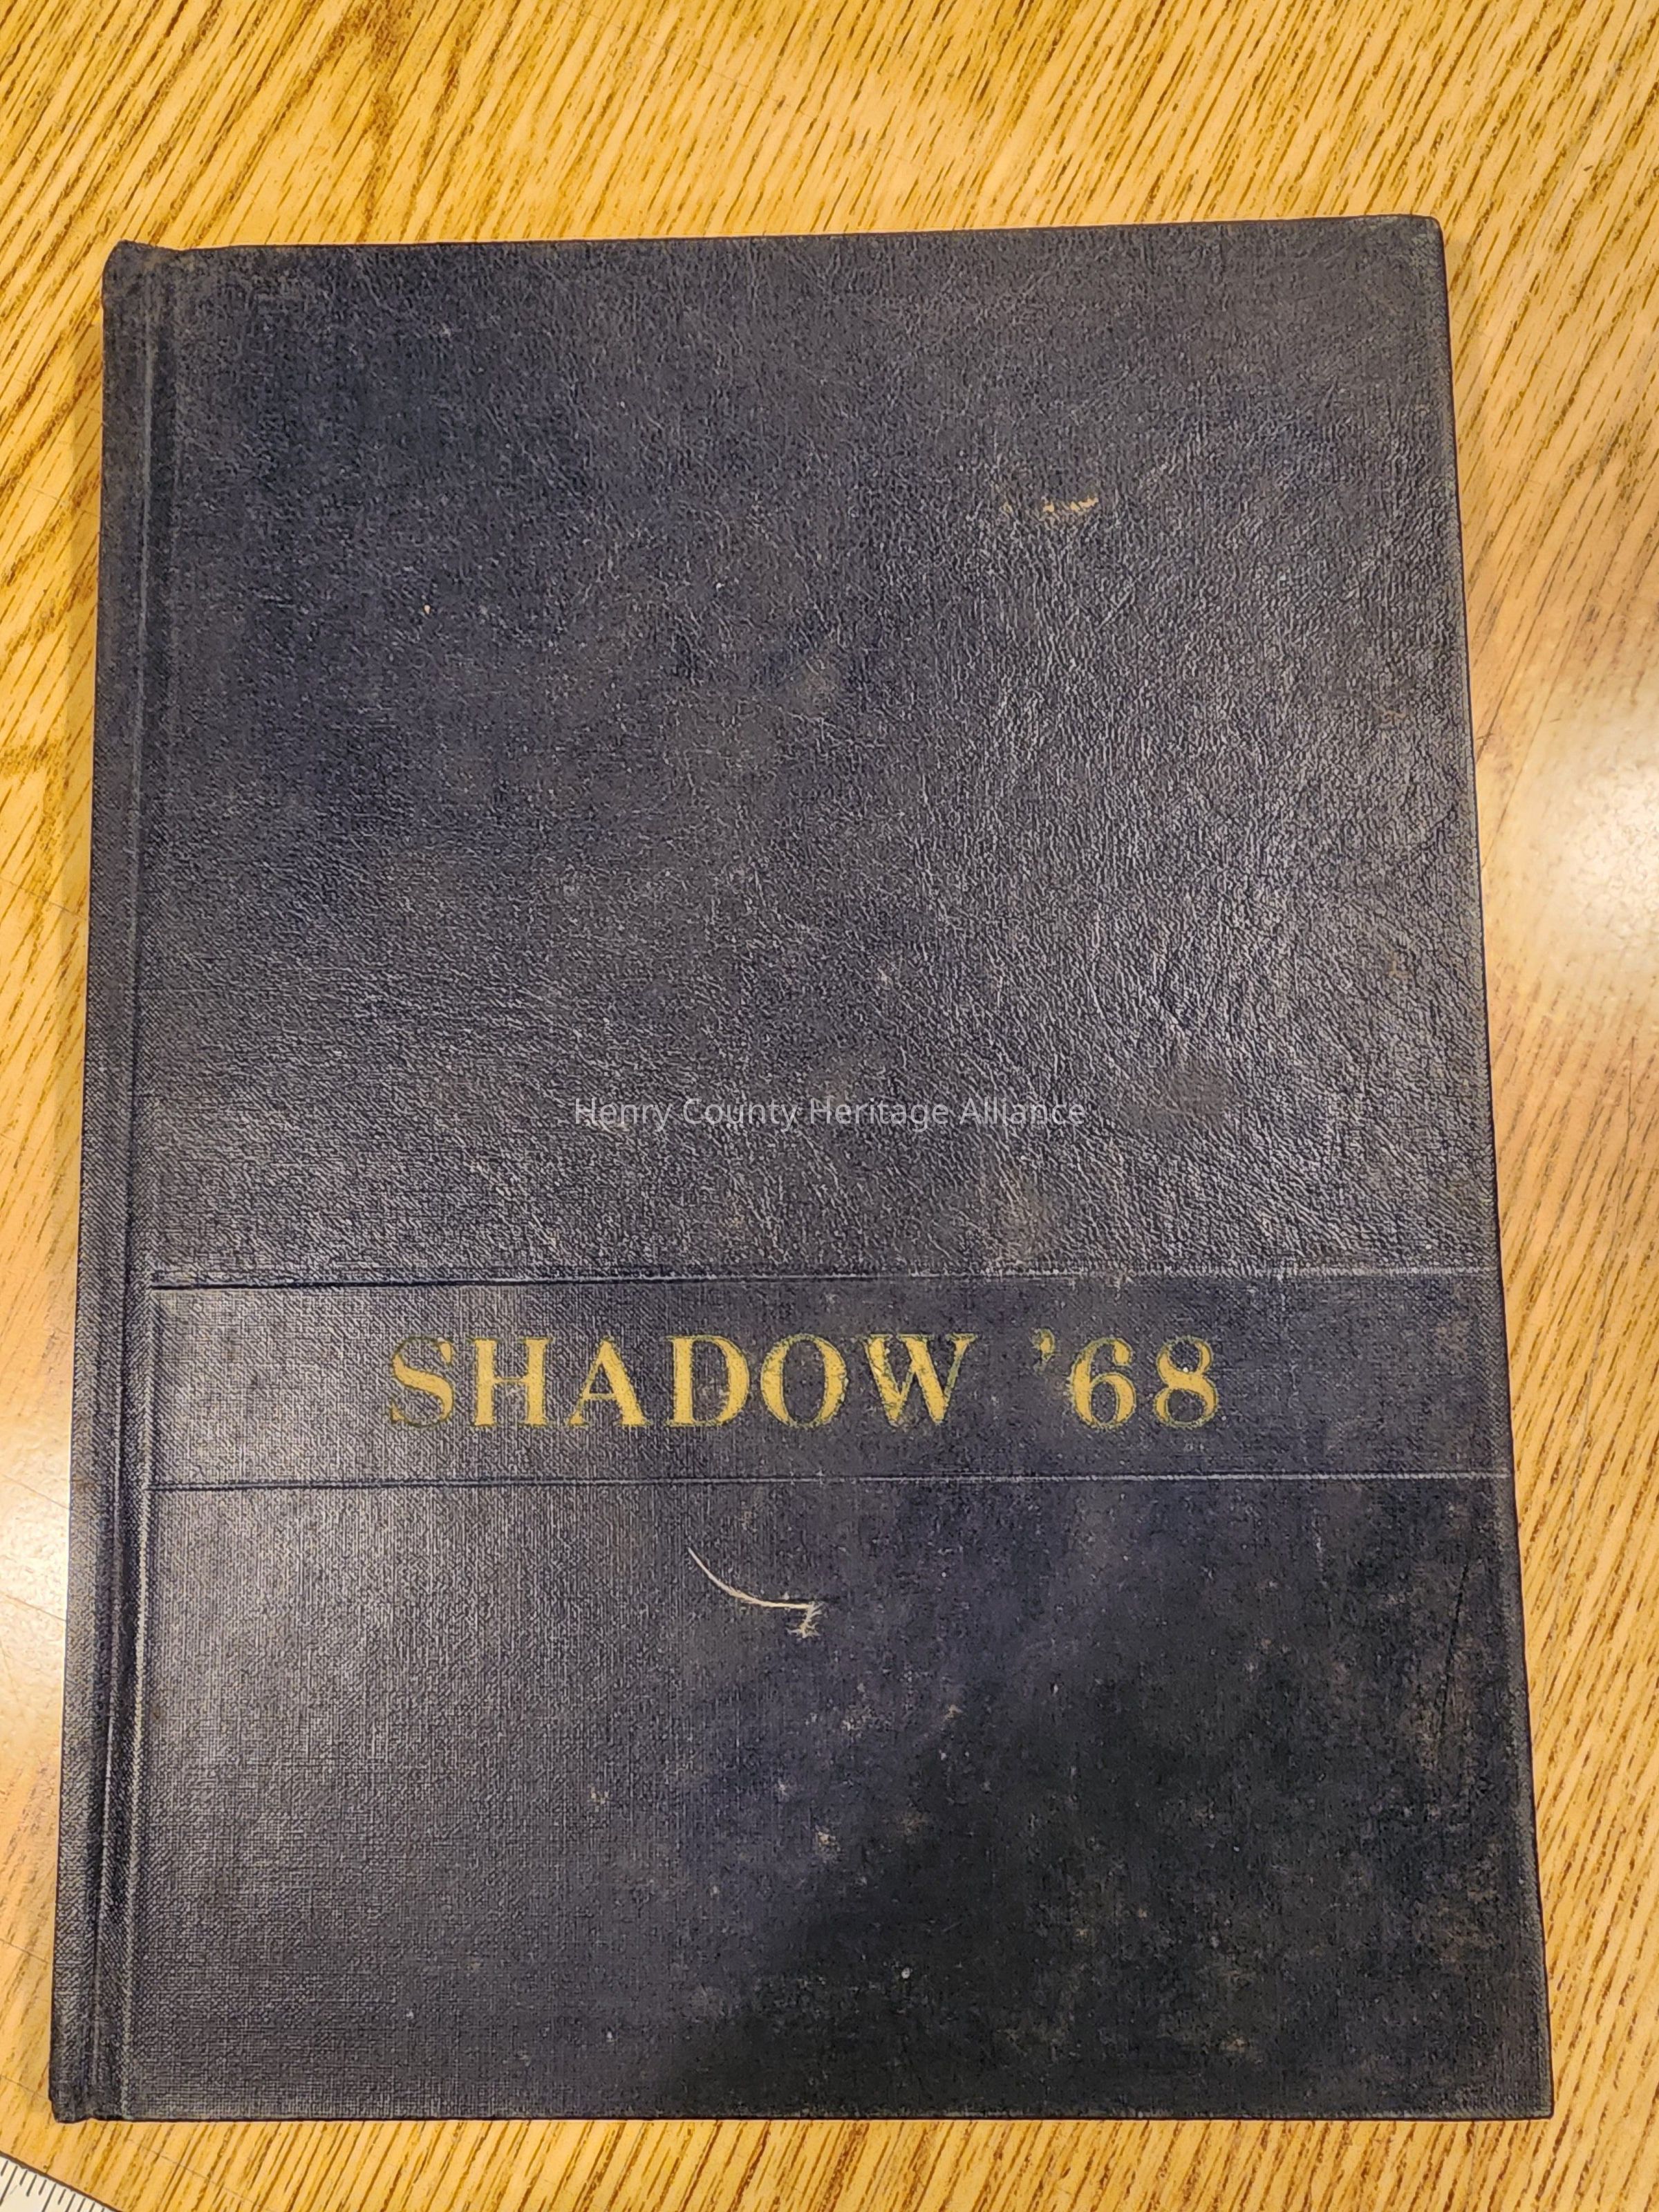 Henry County Heritage Alliance
SHADOW '68